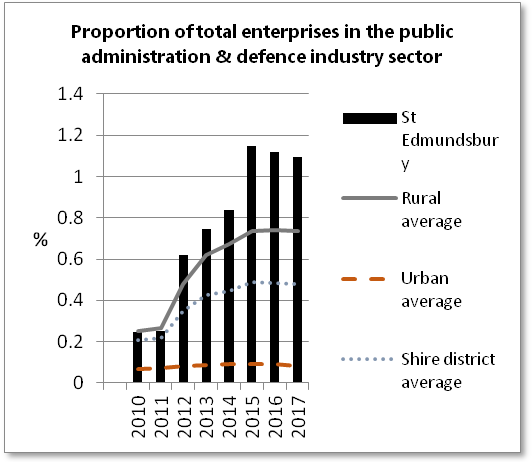 Proportion of total enterprises in the public
administration & defence industry sector
1.4
1.2
1
0.8
0.6
0.4
0.2
0
%
2010
2011
2012
2013
2014
2015
2016
2017
St
Edmundsbur
y
Rural
average
Urban
average
Shire district
average